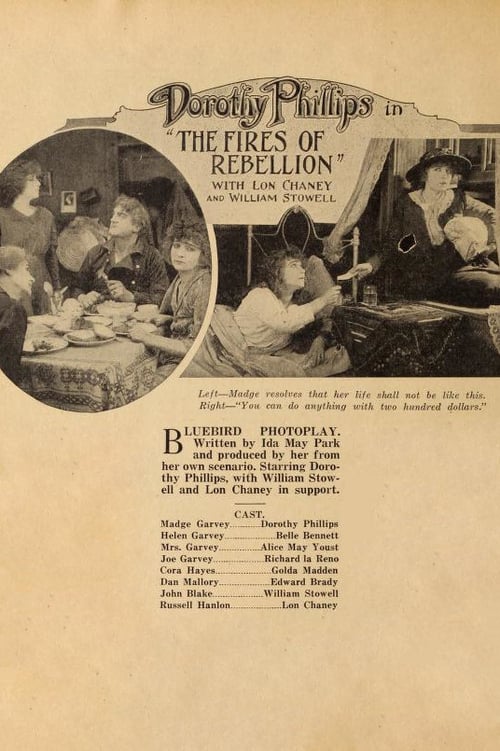 Dorothy Phillips in
"THE FIRES OF
REBELLION"
WITH LON CHANEY
AND WILLIAM STOWELL
Left—Madge resolves that her life shall not be like this.
Right—"You can do anything with two hundred dollars."
BLUEBIRD PHOTOPLAY.
Written by Ida May Park
and produced by her from
her own scenario. Starring Doro-
thy Phillips, with William Stow-
ell and Lon Chaney in support.
CAST.
Madge Garvey..........Dorothy Phillips
Helen Garvey................Belle Bennett
Mrs. Garvey..............Alice May Youst
Joe Garvey.................Richard la Reno
Cora Hayes..................Golda Madden
Dan Mallory.................Edward Brady
John Blake.................William Stowell
Russell Hanlon.................Lon Chaney